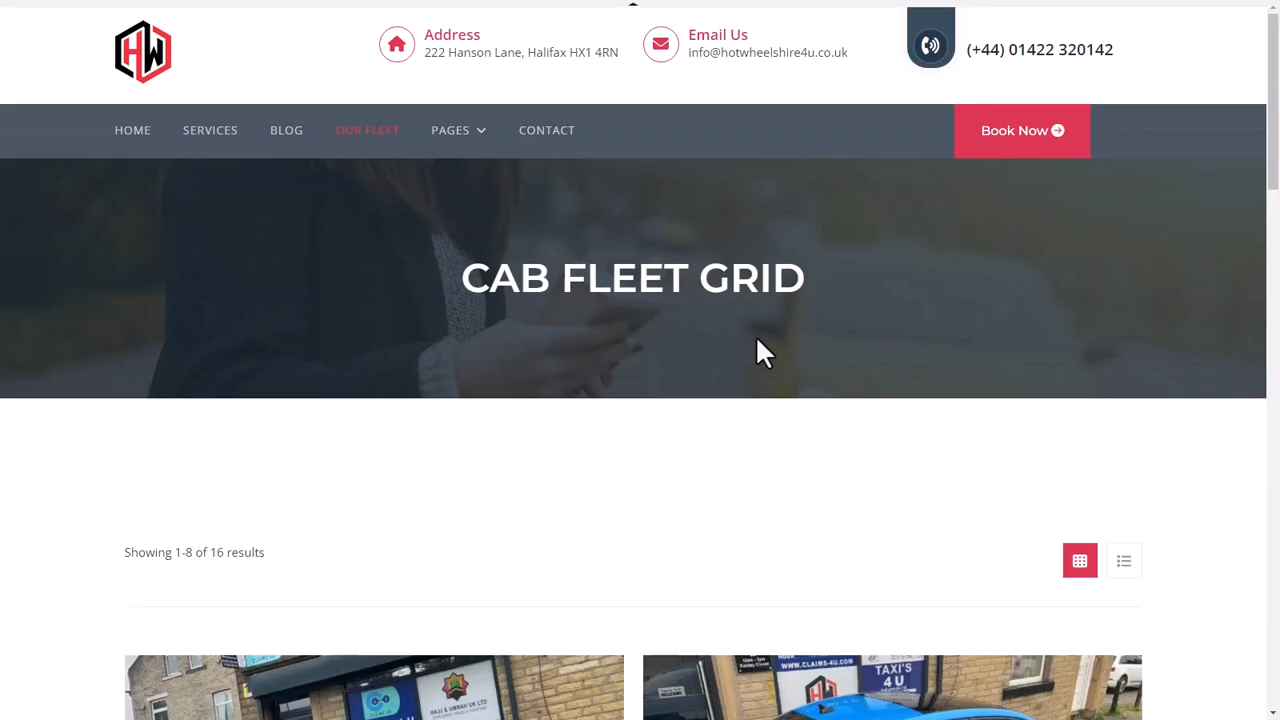 HW
Address
222 Hanson Lane, Halifax HX1 4RN
Email Us
info@hotwheelshire4u.co.uk
(+44) 01422 320142
HOME
SERVICES
BLOG
OUR FLEET
PAGES
CONTACT
Book Now
CAB FLEET GRID
Showing 1-8 of 16 results
HAJJ & UMRAH UK LTD
WWW.CLAIMS-4U.COM
TAXI'S
4 U